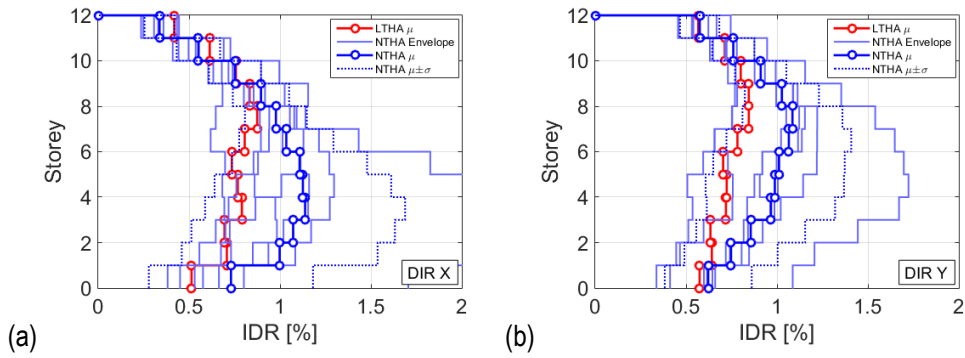 12
10
8
6
4
2
0
Storey
LTHA μ
NTHA Envelope
NTHA μ
NTHA μ±σ
DIR X
0 0.5 1 1.5 2
IDR [%]
(a)
12
10
8
6
4
2
0
Storey
LTHA μ
NTHA Envelope
NTHA μ
NTHA μ±σ
DIR Y
0 0.5 1 1.5 2
IDR [%]
(b)